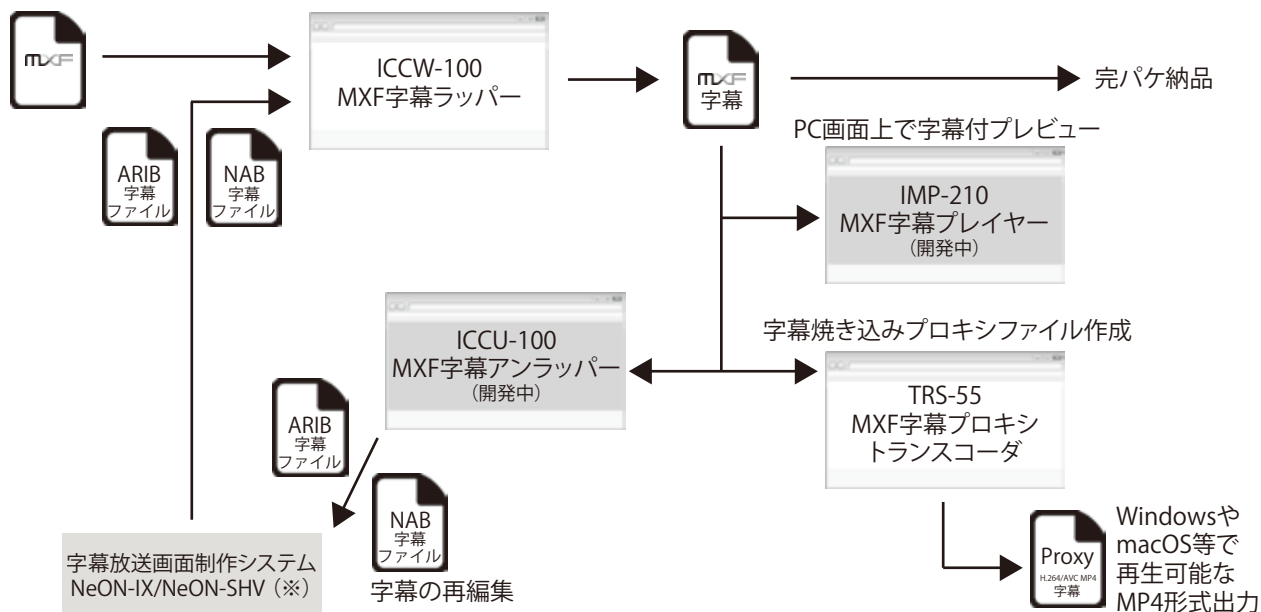 MXF
ICCW-100
MXF字幕ラッパー
MXF
字幕
完パケ納品
ARIB
字幕
ファイル
NAB
字幕
ファイル
PC画面上で字幕付プレビュー
IMP-210
MXF字幕プレイヤー
(開発中)
ICCU-100
MXF字幕アンラッパー
(開発中)
字幕焼き込みプロキシファイル作成
TRS-55
MXF字幕プロキシ
トランスコーダ
ARIB
字幕
ファイル
NAB
字幕
ファイル
字幕の再編集
字幕放送画面制作システム
NeON-IX/NeON-SHV（※）
Proxy
H.264/AVC MP4
字幕
Windowsや
macOS等で
再生可能な
MP4形式出力